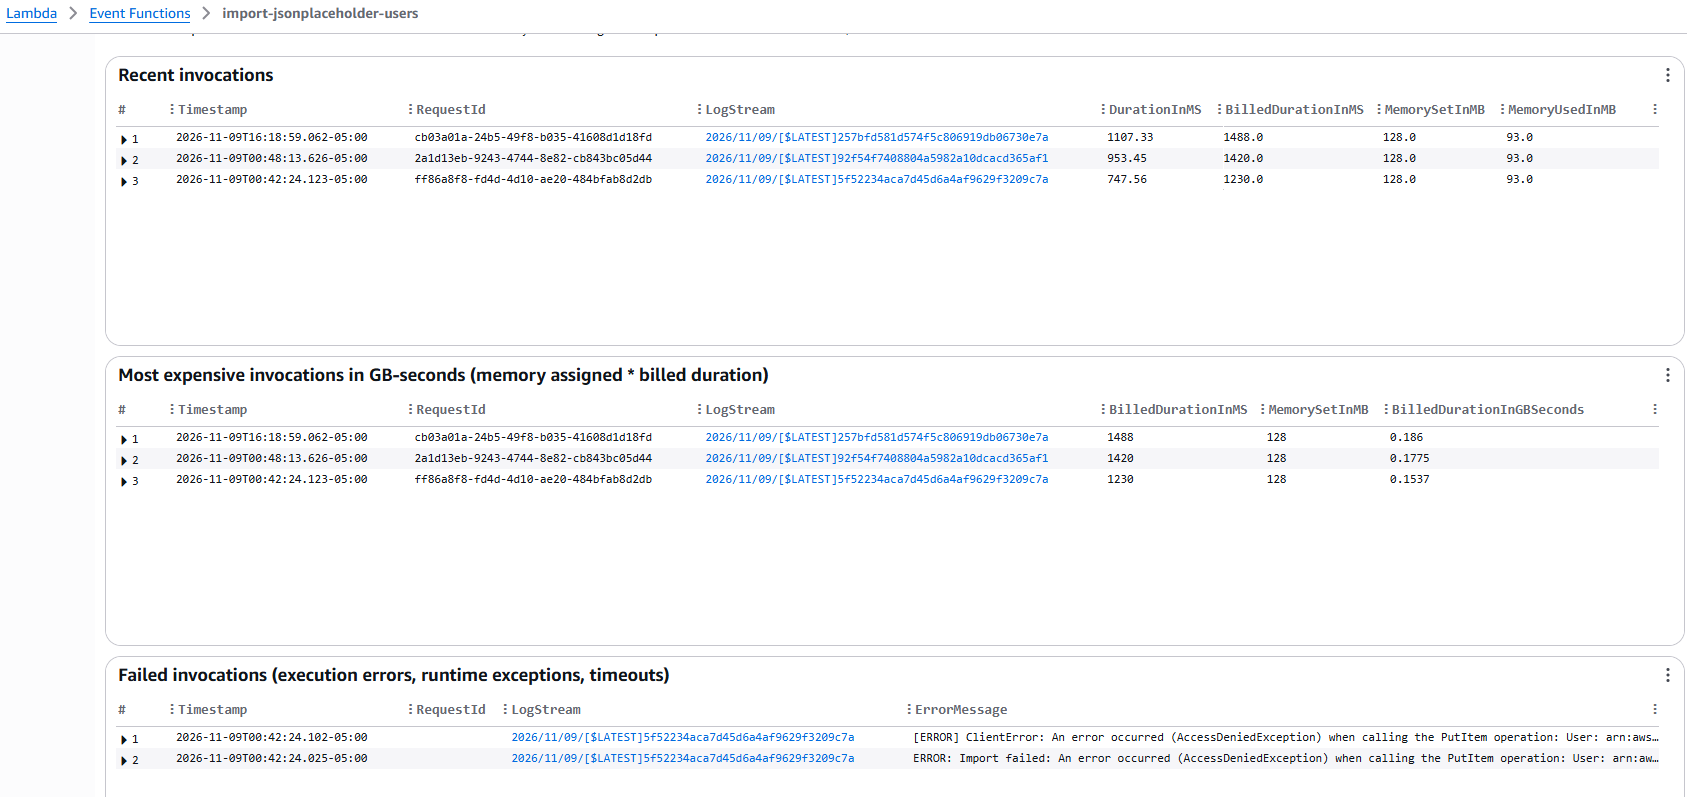 Lambda > Event Functions > import-jsonplaceholder-users
Recent invocations
# Timestamp RequestId LogStream DurationInMS BilledDurationInMS MemorySetInMB MemoryUsedInMB
1 2026-11-09T16:18:59.062-05:00 cb03a01a-24b5-49f8-b035-41608d1d18fd 2026/11/09/[$LATEST]257bfd581d574f5c806919db06730e7a 1107.33 1488.0 128.0 93.0
2 2026-11-09T00:48:13.626-05:00 2a1d13eb-9243-4744-8e82-cb843bc05d44 2026/11/09/[$LATEST]92f54f7408804a5982a10dcacd365af1 953.45 1420.0 128.0 93.0
3 2026-11-09T00:42:24.123-05:00 ff86a8f8-fd4d-4d10-ae20-484bfab8d2db 2026/11/09/[$LATEST]5f52234aca7d45d6a4af9629f3209c7a 747.56 1230.0 128.0 93.0
Most expensive invocations in GB-seconds (memory assigned * billed duration)
# Timestamp RequestId LogStream BilledDurationInMS MemorySetInMB BilledDurationInGBSeconds
1 2026-11-09T16:18:59.062-05:00 cb03a01a-24b5-49f8-b035-41608d1d18fd 2026/11/09/[$LATEST]257bfd581d574f5c806919db06730e7a 1488 128 0.186
2 2026-11-09T00:48:13.626-05:00 2a1d13eb-9243-4744-8e82-cb843bc05d44 2026/11/09/[$LATEST]92f54f7408804a5982a10dcacd365af1 1420 128 0.1775
3 2026-11-09T00:42:24.123-05:00 ff86a8f8-fd4d-4d10-ae20-484bfab8d2db 2026/11/09/[$LATEST]5f52234aca7d45d6a4af9629f3209c7a 1230 128 0.1537
Failed invocations (execution errors, runtime exceptions, timeouts)
# Timestamp RequestId LogStream ErrorMessage
1 2026-11-09T00:42:24.102-05:00 2026/11/09/[$LATEST]5f52234aca7d45d6a4af9629f3209c7a [ERROR] ClientError: An error occurred (AccessDeniedException) when calling the PutItem operation: User: arn:aws…
2 2026-11-09T00:42:24.025-05:00 2026/11/09/[$LATEST]5f52234aca7d45d6a4af9629f3209c7a ERROR: Import failed: An error occurred (AccessDeniedException) when calling the PutItem operation: User: arn:aw…